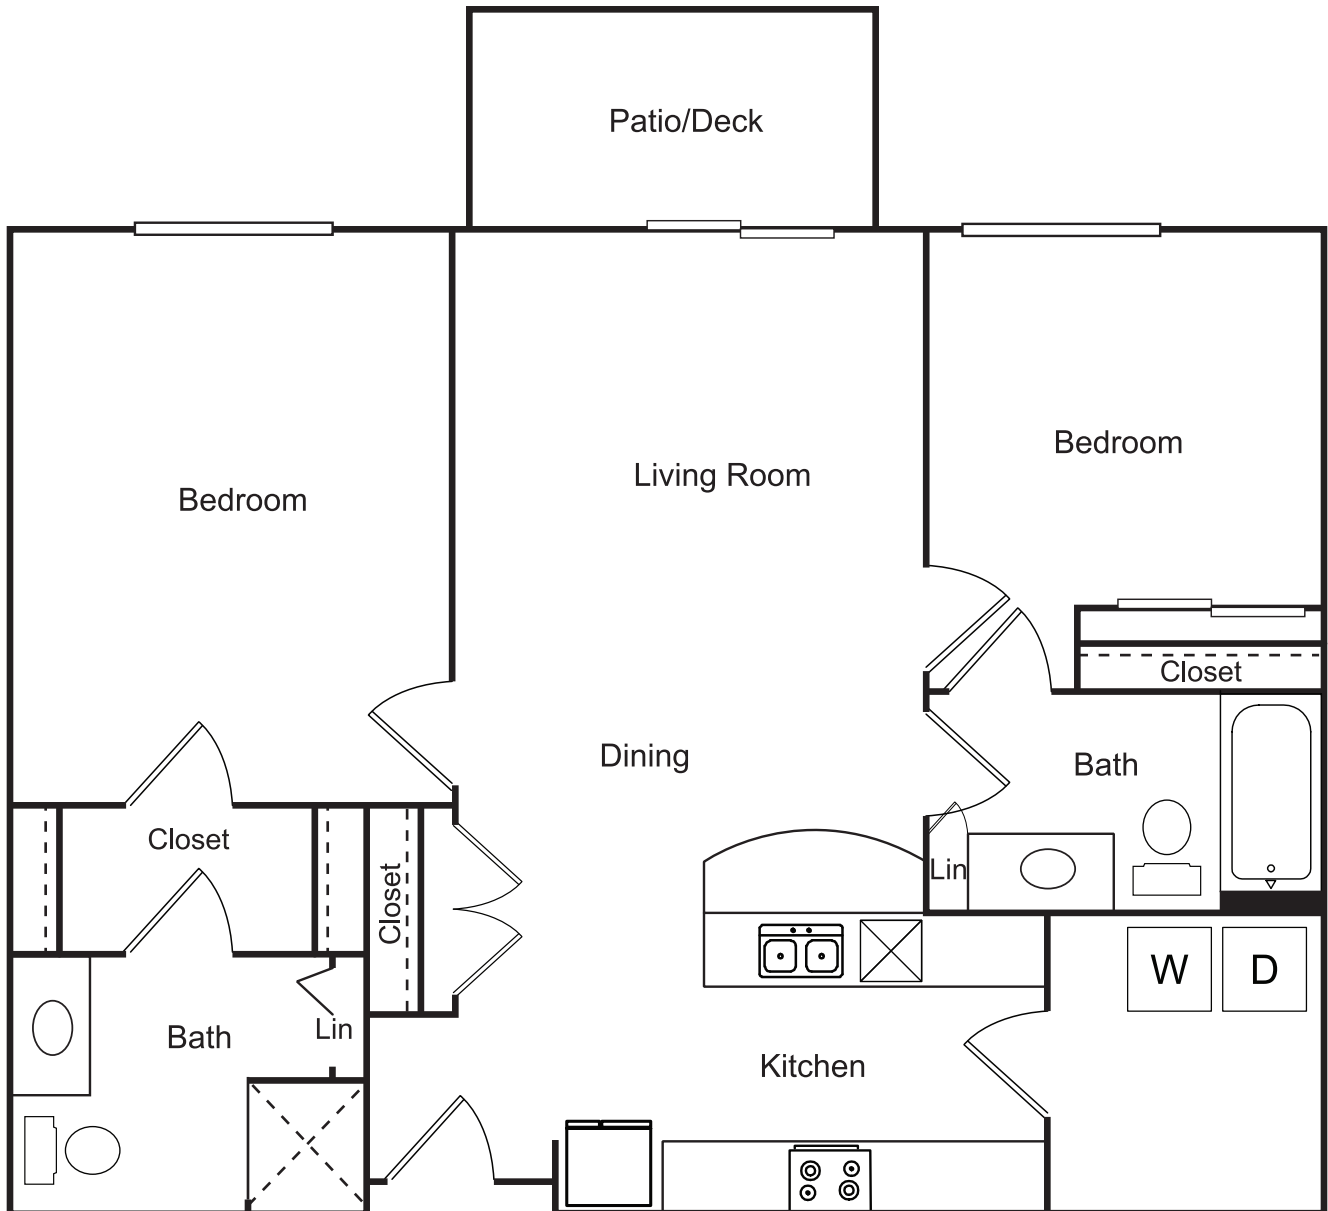 Patio/Deck
Bedroom
Living Room
Bedroom
Closet
Dining
Bath
Closet
Closet
Lin
W
D
Bath
Lin
Kitchen